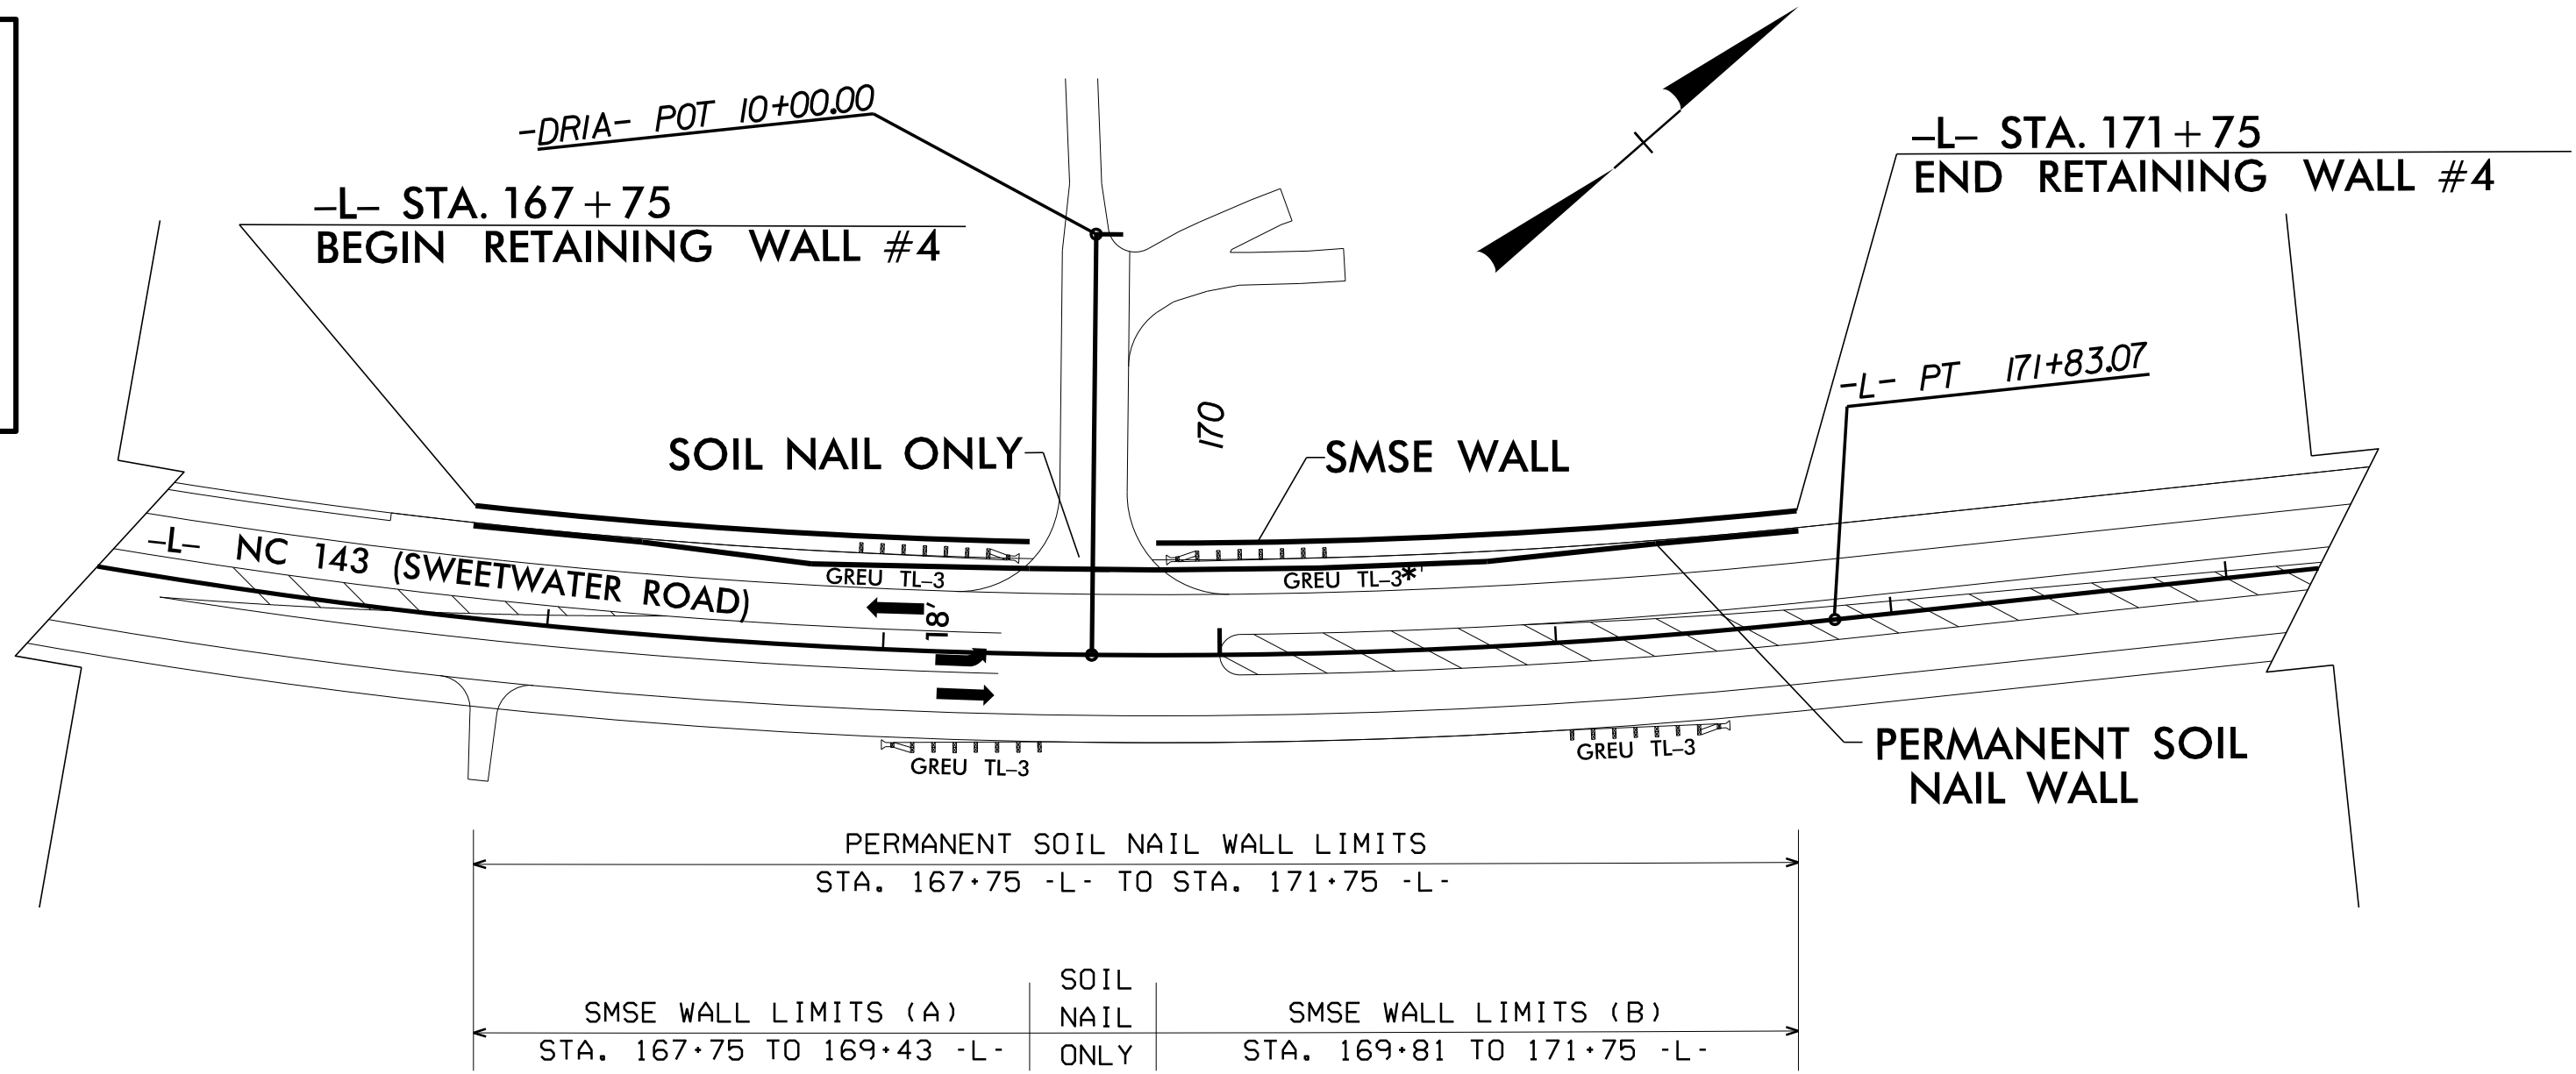 -DR1A- POT 10+00.00
-L- STA. 167+75
BEGIN RETAINING WALL #4
-L- STA. 171+75
END RETAINING WALL #4
-L- PT 171+83.07
170
SOIL NAIL ONLY
SMSE WALL
-L- NC 143 (SWEETWATER ROAD)
GREU TL-3
GREU TL-3*
18'
GREU TL-3
GREU TL-3
PERMANENT SOIL
NAIL WALL
PERMANENT SOIL NAIL WALL LIMITS
STA. 167+75 -L- TO STA. 171+75 -L-
SMSE WALL LIMITS (A)
STA. 167+75 TO 169+43 -L-
SOIL
NAIL
ONLY
SMSE WALL LIMITS (B)
STA. 169+81 TO 171+75 -L-